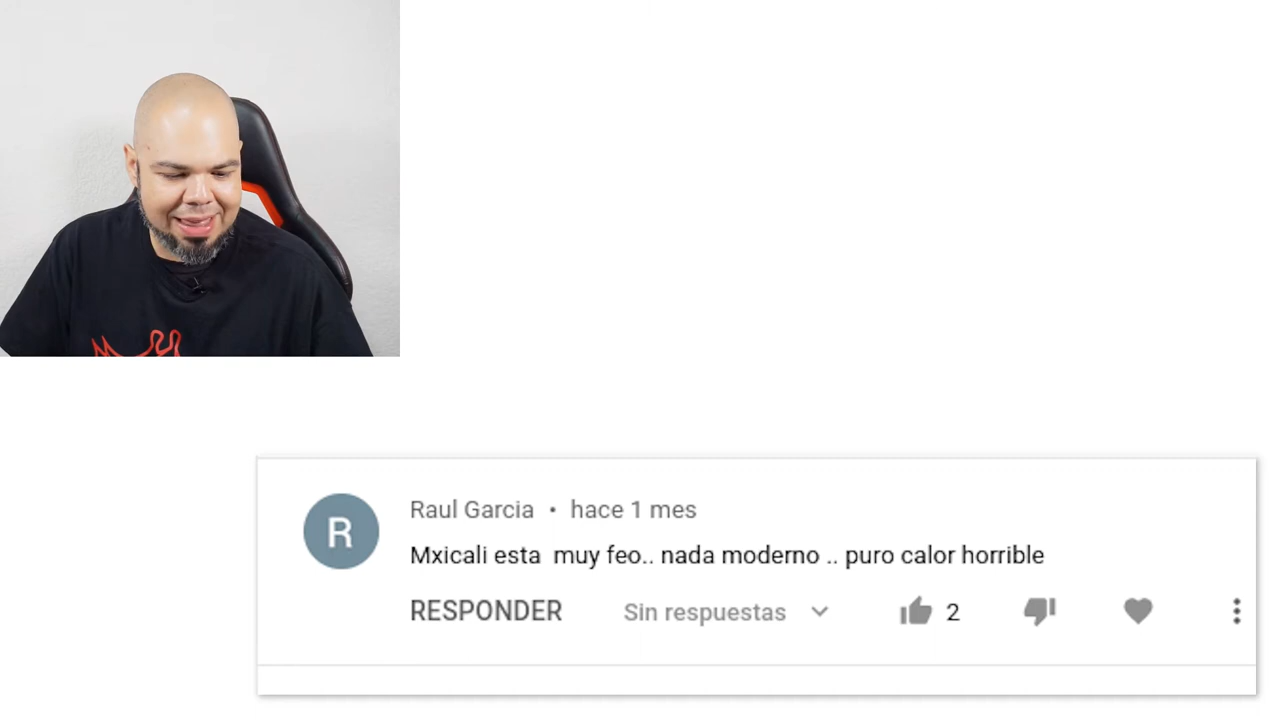 R
Raul Garcia • hace 1 mes
Mxicali esta  muy feo.. nada moderno .. puro calor horrible
RESPONDER Sin respuestas 2